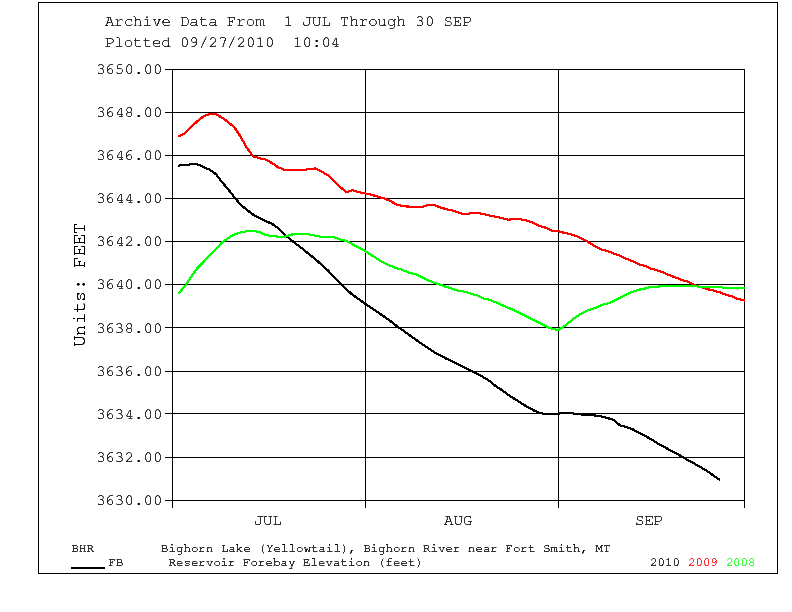 Archive Data From  1 JUL Through 30 SEP
Plotted 09/27/2010  10:04
3650.00
3648.00
3646.00
3644.00
3642.00
3640.00
3638.00
3636.00
3634.00
3632.00
3630.00
Units: FEET
JUL AUG SEP
BHR Bighorn Lake (Yellowtail), Bighorn River near Fort Smith, MT
FB Reservoir Forebay Elevation (feet) 2010 2009 2008